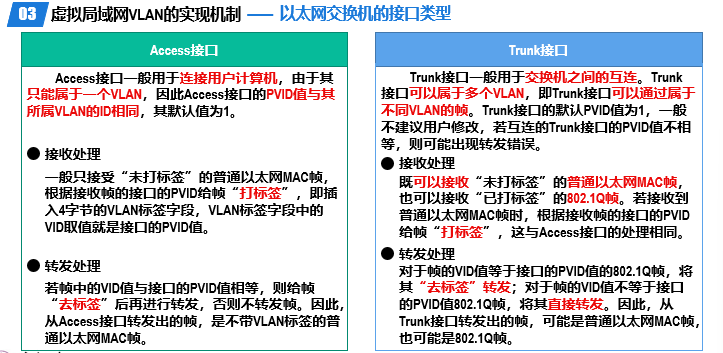 03 虚拟局域网VLAN的实现机制 —— 以太网交换机的接口类型
Access接口
Access接口一般用于连接用户计算机，由于其
只能属于一个VLAN，因此Access接口的PVID值与其
所属VLAN的ID相同，其默认值为1。
● 接收处理
一般只接受“未打标签”的普通以太网MAC帧，
根据接收帧的接口的PVID给帧“打标签”，即插
入4字节的VLAN标签字段，VLAN标签字段中的
VID取值就是接口的PVID值。
● 转发处理
若帧中的VID值与接口的PVID值相等，则给帧
“去标签”后再进行转发，否则不转发帧。因此，
从Access接口转发出的帧，是不带VLAN标签的普
通以太网MAC帧。
Trunk接口
Trunk接口一般用于交换机之间的互连。Trunk
接口可以属于多个VLAN，即Trunk接口可以通过属于
不同VLAN的帧。Trunk接口的默认PVID值为1，一般
不建议用户修改，若互连的Trunk接口的PVID值不相
等，则可能出现转发错误。
● 接收处理
既可以接收“未打标签”的普通以太网MAC帧，
也可以接收“已打标签”的802.1Q帧。若接收到
普通以太网MAC帧时，根据接收帧的接口的PVID
给帧“打标签”，这与Access接口的处理相同。
● 转发处理
对于帧的VID值等于接口的PVID值的802.1Q帧，将
其“去标签”转发；对于帧的VID值不等于接口
的PVID值802.1Q帧，将其直接转发。因此，从
Trunk接口转发出的帧，可能是普通以太网MAC帧，
也可能是802.1Q帧。